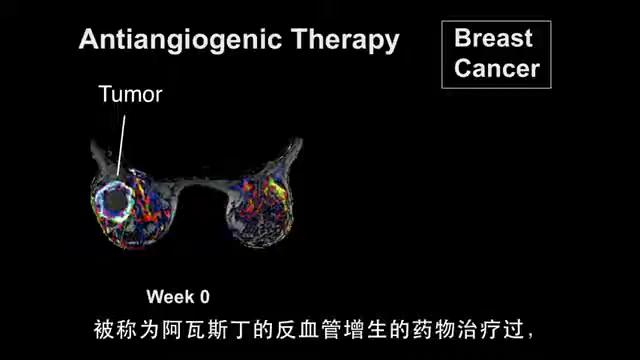 Antiangiogenic Therapy
Breast
Cancer
Tumor
Week 0
被称为阿瓦斯丁的反血管增生的药物治疗过，